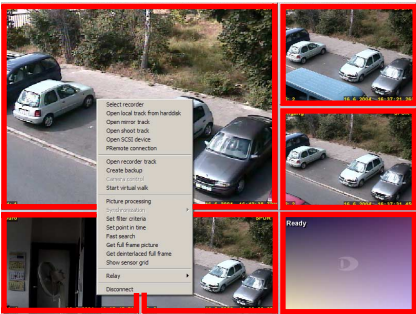 Select recorder
Open local track from harddisk
Open mirror track
Open shoot track
Open SCSI device
PRemote connection
Open recorder track
Create backup
Camera control
Start virtual valk
Picture processing
Synchronisation
Set filter criteria
Set point in time
Fast search
Get full frame picture
Get deinterlaced full frame
Show sensor grid
Relay
Disconnect
Ready